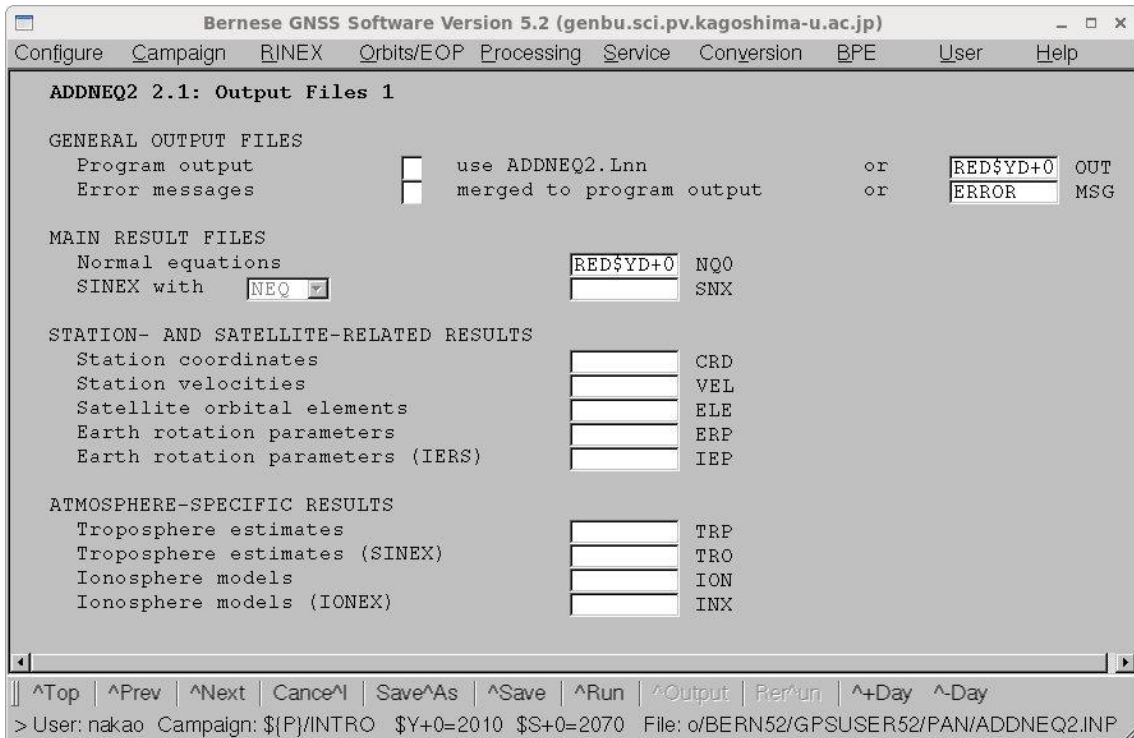 Bernese GNSS Software Version 5.2 (genbu.sci.pv.kagoshima-u.ac.jp)
Configure Campaign RINEX Orbits/EOP Processing Service Conversion BPE User Help
ADDNEQ2 2.1: Output Files 1
GENERAL OUTPUT FILES
Program output use ADDNEQ2.Lnn or RED$YD+0 OUT
Error messages merged to program output or ERROR MSG
MAIN RESULT FILES
Normal equations RED$YD+0 NQ0
SINEX with NEQ SNX
STATION- AND SATELLITE-RELATED RESULTS
Station coordinates CRD
Station velocities VEL
Satellite orbital elements ELE
Earth rotation parameters ERP
Earth rotation parameters (IERS) IEP
ATMOSPHERE-SPECIFIC RESULTS
Troposphere estimates TRP
Troposphere estimates (SINEX) TRO
Ionosphere models ION
Ionosphere models (IONEX) INX
^Top ^Prev ^Next Cance^l Save^As ^Save ^Run ^Output Rer^un ^+Day ^-Day
> User: nakao Campaign: ${P}/INTRO $Y+0=2010 $S+0=2070 File: o/BERN52/GPSUSER52/PAN/ADDNEQ2.INP